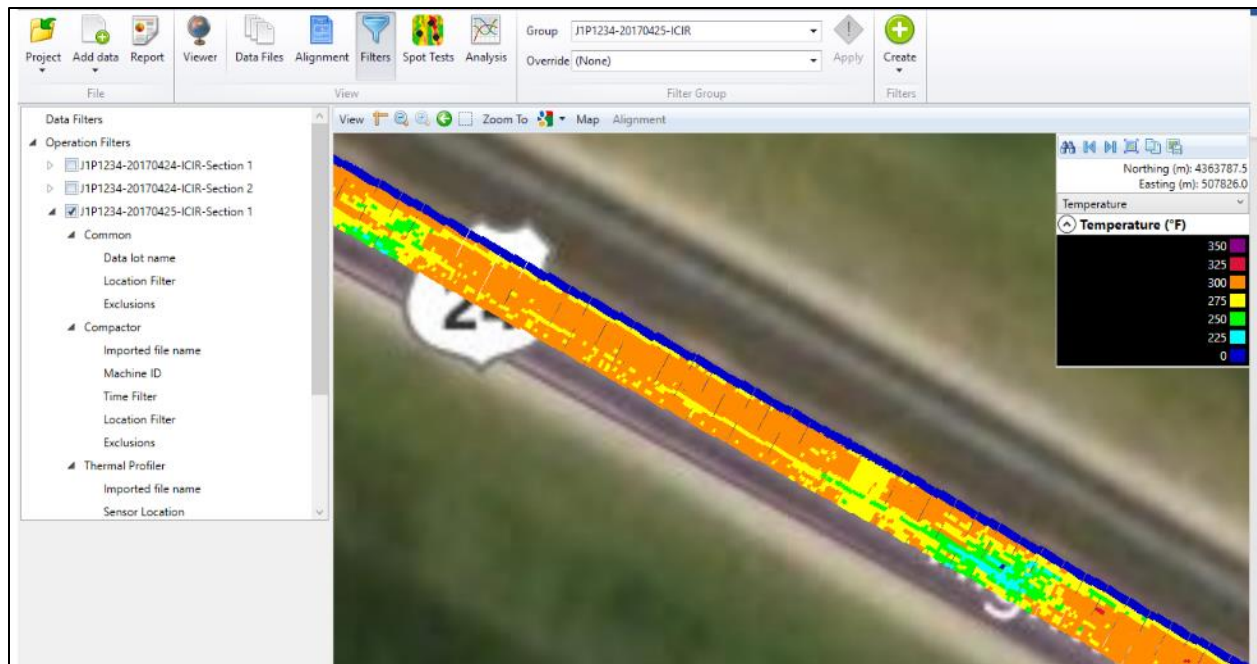 Project
Add data
Report
Viewer
Data Files
Alignment
Filters
Spot Tests
Analysis
Group
J1P1234-20170425-ICIR
Override
(None)
Apply
Create
File
View
Filter Group
Filters
Data Filters
Operation Filters
J1P1234-20170424-ICIR-Section 1
J1P1234-20170424-ICIR-Section 2
J1P1234-20170425-ICIR-Section 1
Common
Data lot name
Location Filter
Exclusions
Compactor
Imported file name
Machine ID
Time Filter
Location Filter
Exclusions
Thermal Profiler
Imported file name
Sensor Location
View
Zoom To
Map
Alignment
Northing (m): 4363787.5
Easting (m): 507826.0
Temperature
Temperature (°F)
350
325
300
275
250
225
0
24